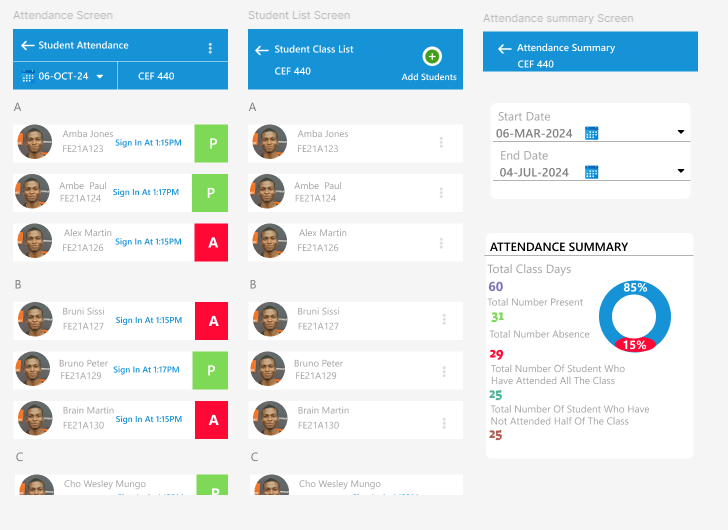 Attendance Screen
Student Attendance
06-OCT-24
CEF 440
A
Amba Jones
FE21A123
Sign In At 1:15PM
P
Ambe Paul
FE21A124
Sign In At 1:17PM
P
Alex Martin
FE21A126
Sign In At 1:15PM
A
B
Bruni Sissi
FE21A127
Sign In At 1:15PM
A
Bruno Peter
FE21A129
Sign In At 1:17PM
P
Brain Martin
FE21A130
Sign In At 1:15PM
A
C
Cho Wesley Mungo
P
Student List Screen
Student Class List
CEF 440
Add Students
A
Amba Jones
FE21A123
Ambe Paul
FE21A124
Alex Martin
FE21A126
B
Bruni Sissi
FE21A127
Bruno Peter
FE21A129
Brain Martin
FE21A130
C
Cho Wesley Mungo
Attendance summary Screen
Attendance Summary
CEF 440
Start Date
06-MAR-2024
End Date
04-JUL-2024
ATTENDANCE SUMMARY
Total Class Days
60
Total Number Present
31
Total Number Absence
29
Total Number Of Student Who
Have Attended All The Class
25
Total Number Of Student Who Have
Not Attended Half Of The Class
25
85%
15%